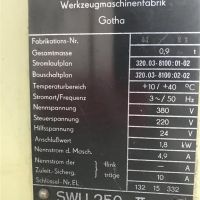 Werkzeugmaschinenfabrik
Gotha
Fabrikations-Nr.
Gesamtmasse 0,9 t
Stromlaufplan 320.03-8100:01-02
Bauschaltplan 320.03-8100:02-02
Temperaturbereich +10/+40 °C
Stromart/Frequenz 3~/50 Hz
Nennspannung 380 V
Steuerspannung 220 V
Hilfsspannung 24 V
Anschlußwert 1,8 kW
Nennstrom d. Masch. 4,9 A
Nennstrom der flink A
Zuleit.-Sicherg. träge 10 A
Schlüssel-Nr. EL 132 15 332
SWU 250